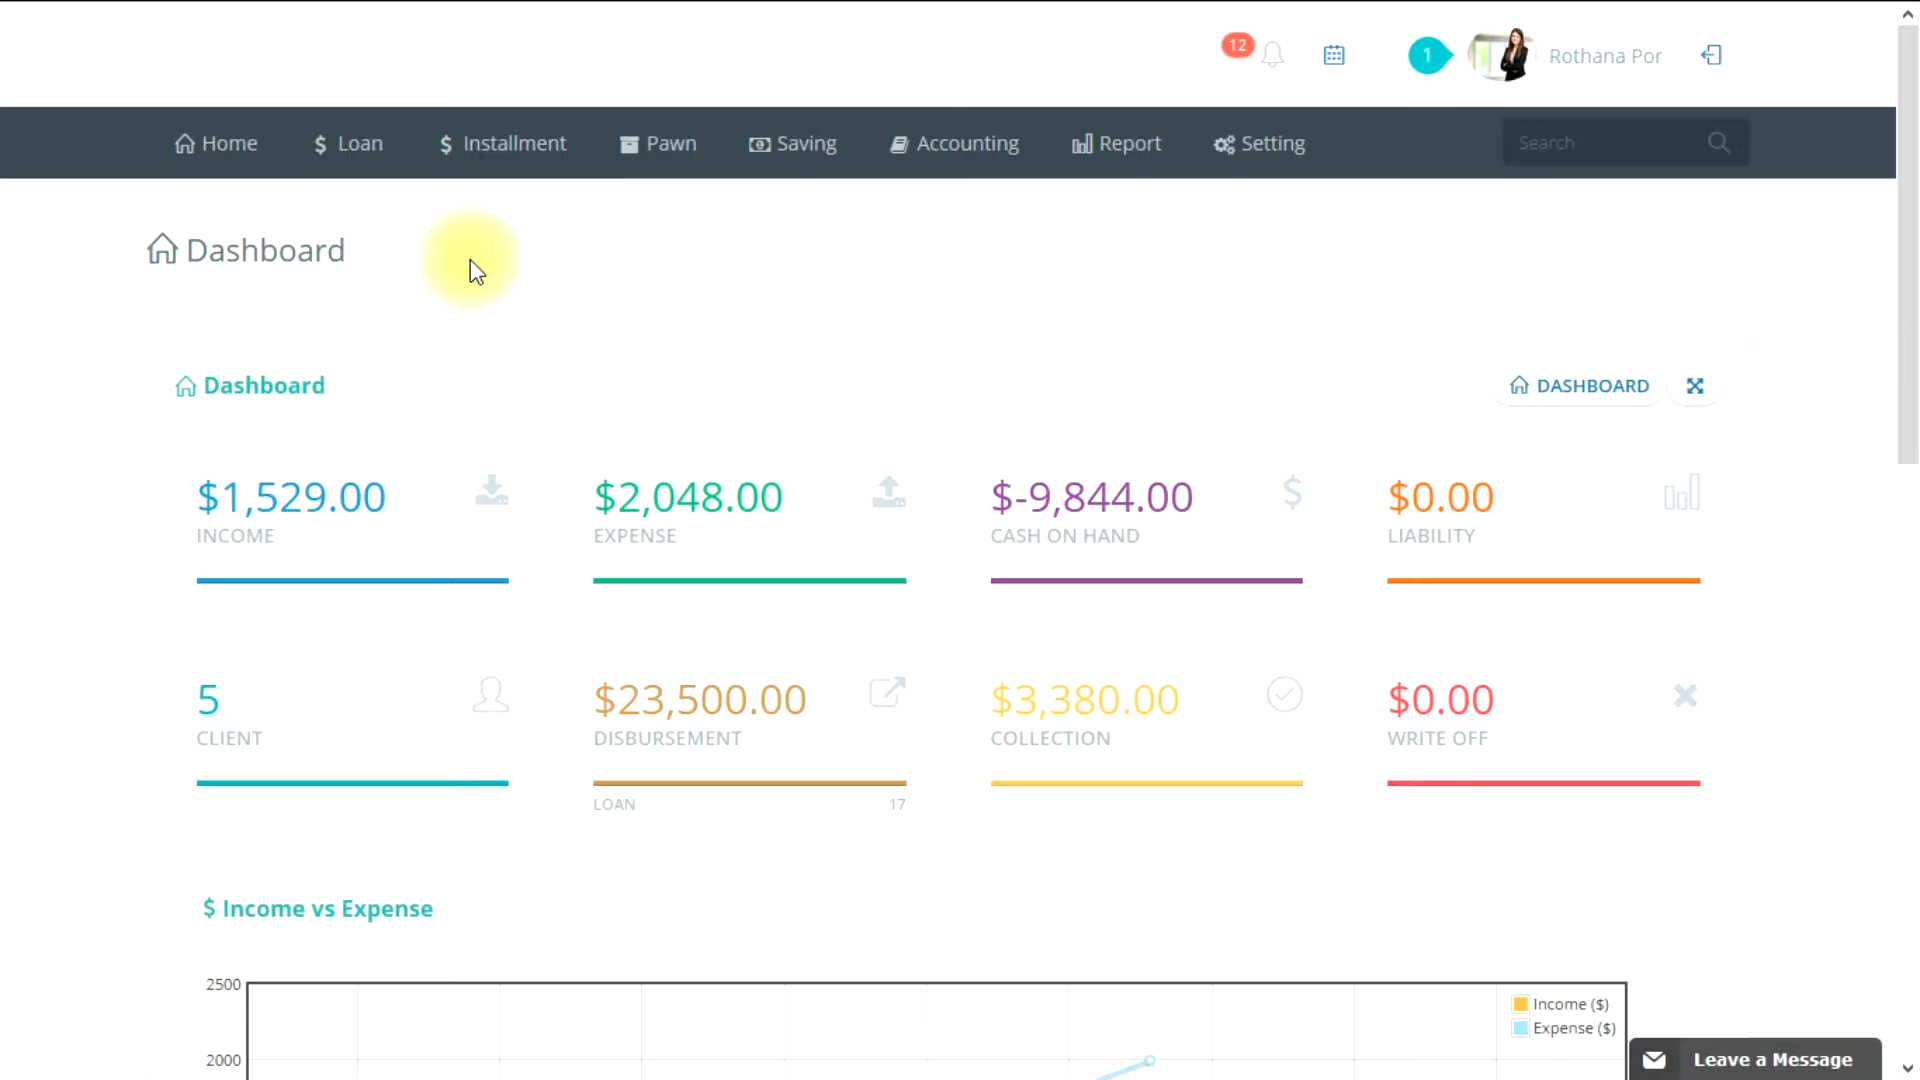 12
1
Rothana Por
Home
Loan
Installment
Pawn
Saving
Accounting
Report
Setting
Search
Dashboard
Dashboard
DASHBOARD
$1,529.00
INCOME
$2,048.00
EXPENSE
$-9,844.00
CASH ON HAND
$0.00
LIABILITY
5
CLIENT
$23,500.00
DISBURSEMENT
LOAN 17
$3,380.00
COLLECTION
$0.00
WRITE OFF
$ Income vs Expense
2500
2000
Income ($)
Expense ($)
Leave a Message